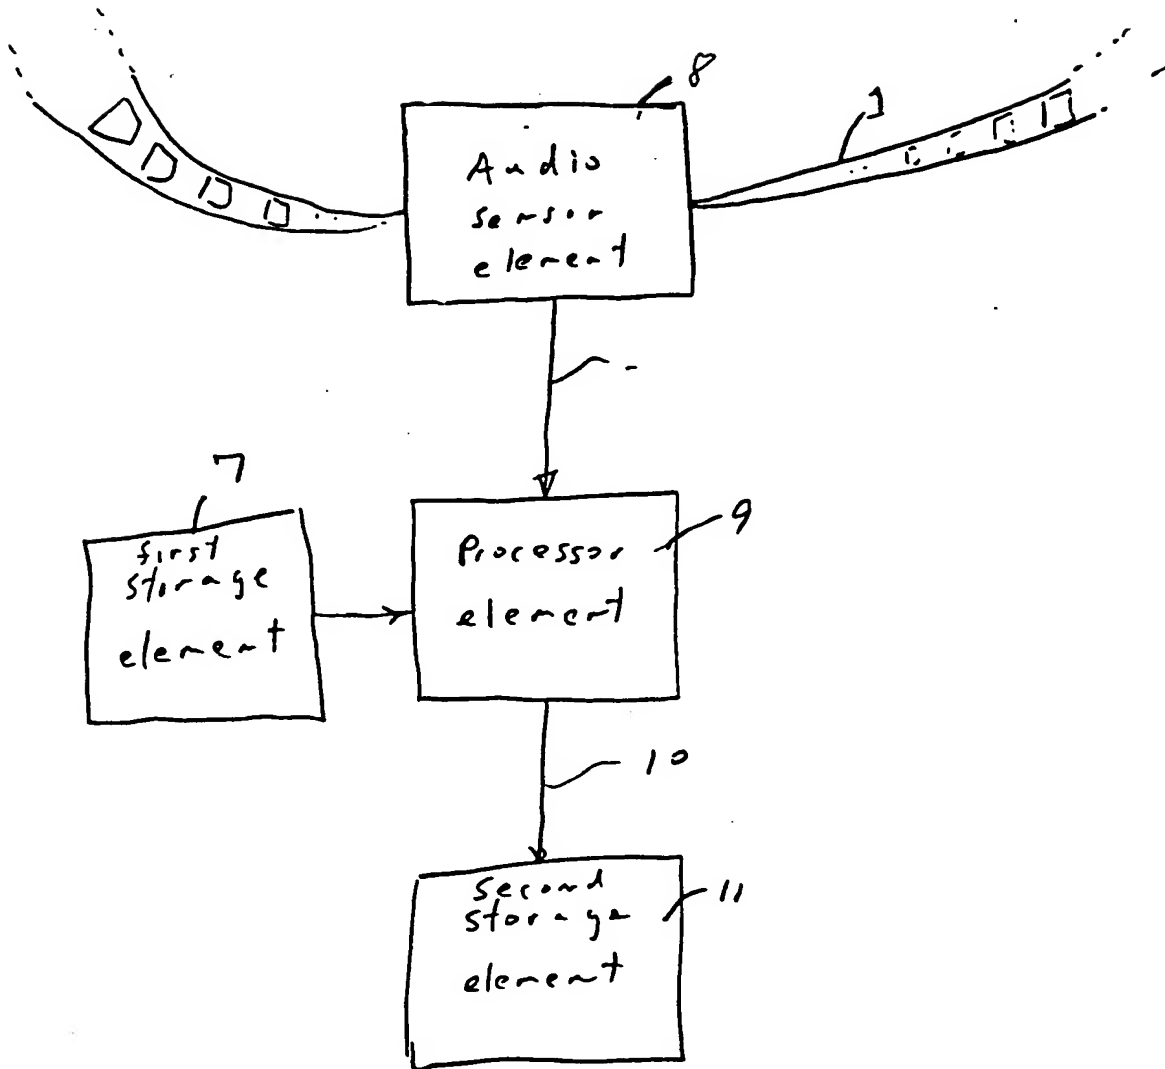 8
1
Audio
sensor
element
7
9
first
storage
element
Processor
element
10
11
second
storage
element